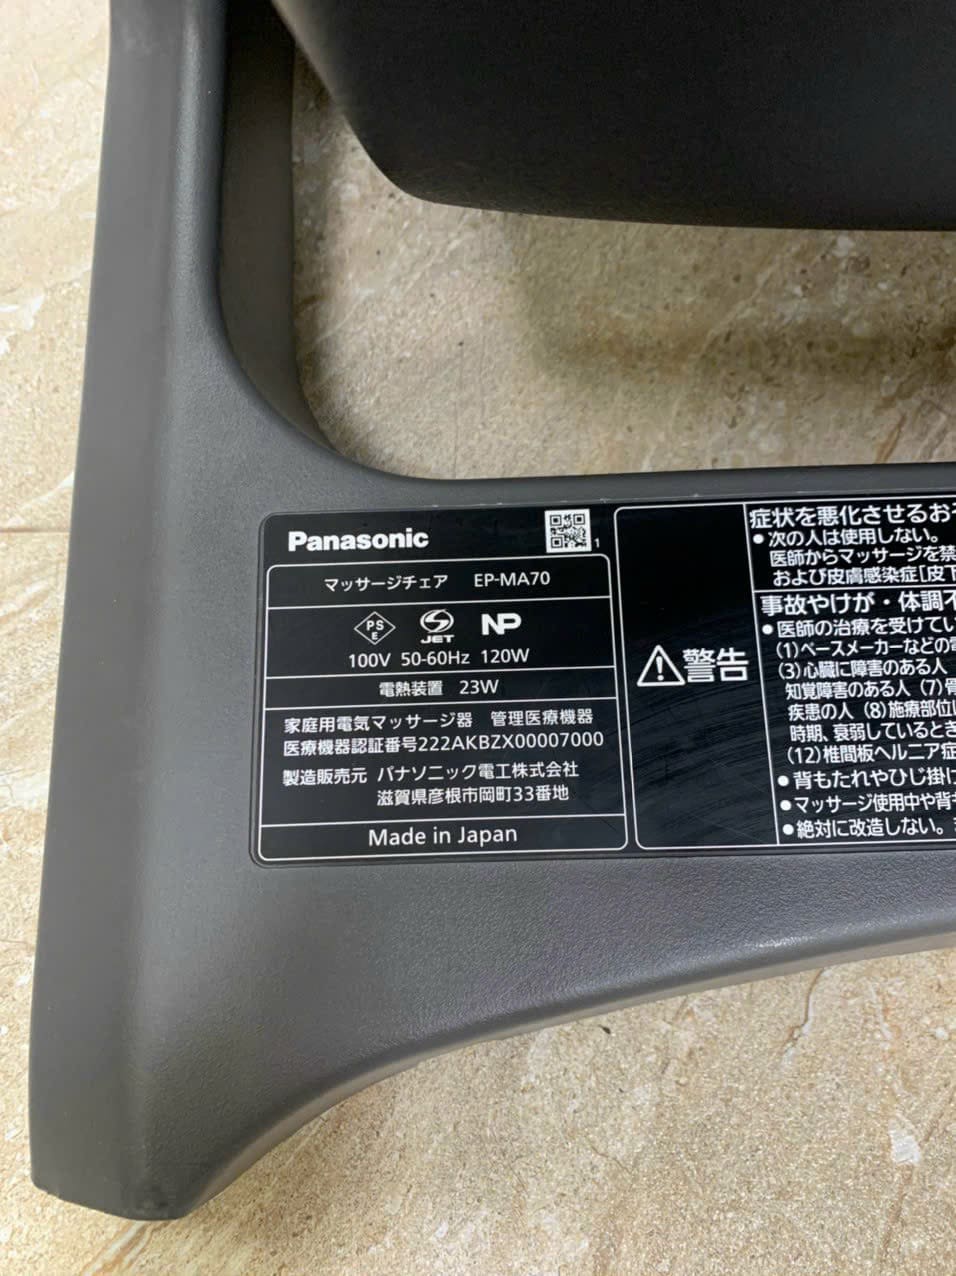 Panasonic
1
マッサージチェア EP-MA70
PS
E
JET
NP
100V 50-60Hz 120W
電熱装置 23W
家庭用電気マッサージ器 管理医療機器
医療機器認証番号222AKBZX00007000
製造販売元 パナソニック電工株式会社
滋賀県彦根市岡町33番地
Made in Japan
警告
症状を悪化させるおそ
●次の人は使用しない。
医師からマッサージを禁
および皮膚感染症[皮下
事故やけが・体調不
●医師の治療を受けてい
(1)ペースメーカーなどの電
(3)心臓に障害のある人
知覚障害のある人 (7)骨
疾患の人 (8)施療部位に
時期、衰弱しているとき
(12)椎間板ヘルニア症
●背もたれやひじ掛け
●マッサージ使用中や背も
●絶対に改造しない。